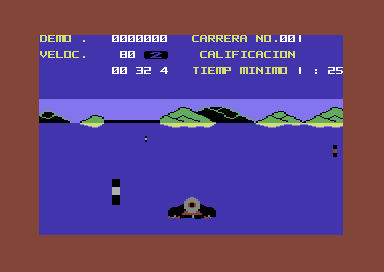 DEMO . 0000000 CARRERA NO.001
VELOC. 80 2 CALIFICACION
00 32 4 TIEMP MINIMO 1 : 25